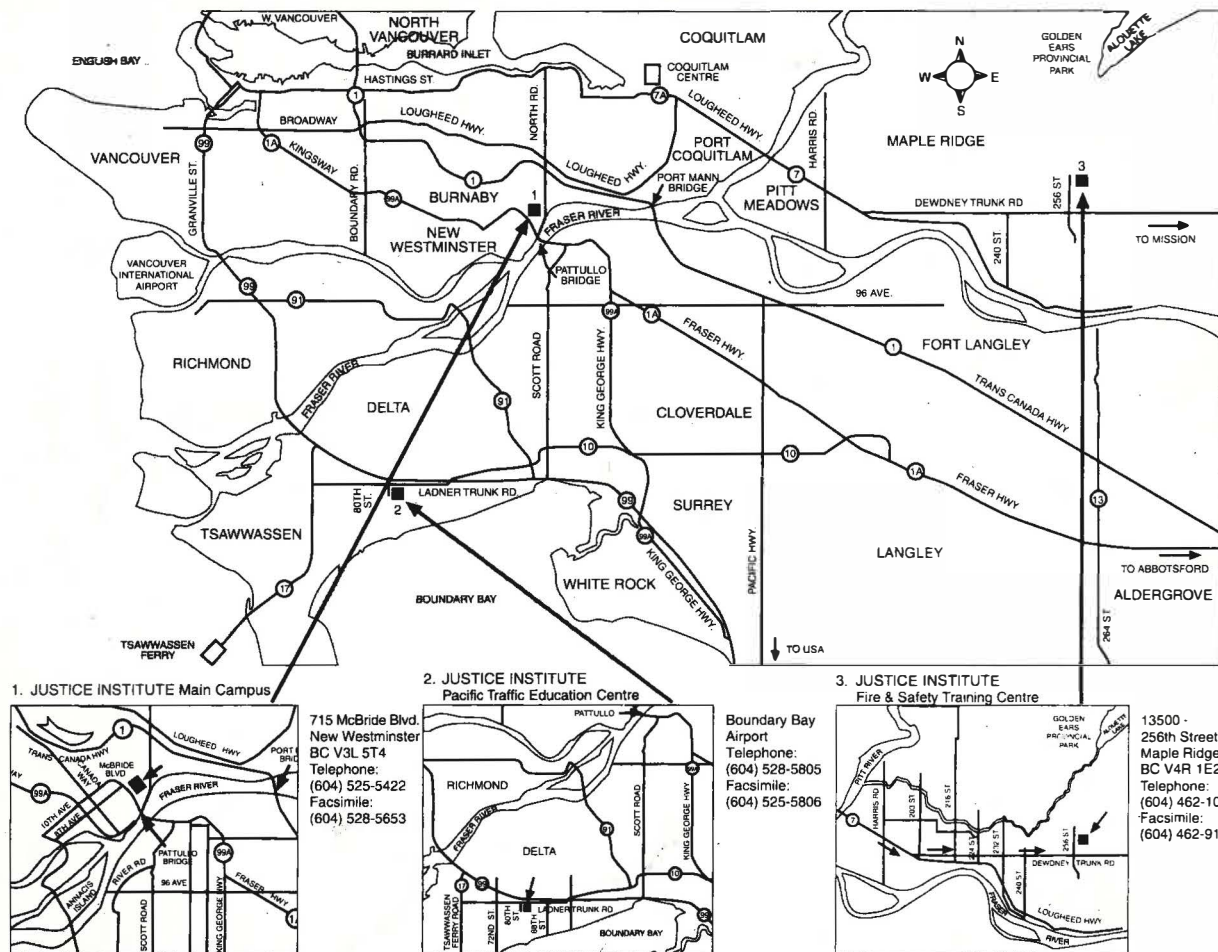 W. VANCOUVER
NORTH
VANCOUVER
BURRARD INLET
ENGLISH BAY
HASTINGS ST.
COQUITLAM
COQUITLAM
CENTRE
N
W
E
S
GOLDEN
EARS
PROVINCIAL
PARK
ALOUETTE
LAKE
1
7A
BROADWAY
LOUGHEED HWY.
NORTH RD.
LOUGHEED HWY.
HARRIS RD.
MAPLE RIDGE
VANCOUVER
99
1A
KINGSWAY
GRANVILLE ST.
BOUNDARY RD.
1
LOUGHEED HWY.
PORT
COQUITLAM
PORT MANN
BRIDGE
7
PITT
MEADOWS
3
256 ST
BURNABY
99A
1
NEW
WESTMINSTER
FRASER RIVER
DEWDNEY TRUNK RD
TO MISSION
240 ST
VANCOUVER
INTERNATIONAL
AIRPORT
99
91
PATTULLO
BRIDGE
96 AVE.
99A
1A
FRASER HWY.
RICHMOND
FRASER RIVER
SCOTT ROAD
KING GEORGE HWY.
1
FORT LANGLEY
TRANS CANADA HWY
DELTA
91
CLOVERDALE
10
10
1A
FRASER HWY
80TH
ST.
LADNER TRUNK RD.
2
99
SURREY
13
TSAWWASSEN
99A
KING GEORGE HWY.
PACIFIC HWY.
LANGLEY
TO ABBOTSFORD
WHITE ROCK
17
BOUNDARY BAY
ALDERGROVE
264 ST
TSAWWASSEN
FERRY
TO USA
1. JUSTICE INSTITUTE Main Campus
1
LOUGHEED HWY
TRANS CANADA HWY
CANADA
WAY
McBRIDE
BLVD
99A
10TH AVE
8TH AVE
FRASER RIVER
PATTULLO
BRIDGE
99A
ANNACIS
ISLAND
RIVER RD
96 AVE
SCOTT ROAD
KING GEORGE HWY
FRASER HWY
715 McBride Blvd.
New Westminster
BC V3L 5T4
Telephone:
(604) 525-5422
Facsimile:
(604) 528-5653
2. JUSTICE INSTITUTE
Pacific Traffic Education Centre
PATTULLO
RICHMOND
FRASER RIVER
99A
SCOTT ROAD
KING GEORGE HWY
91
DELTA
17
99
10
TSAWWASSEN
FERRY ROAD
72ND ST
80TH
ST
88TH
ST
LADNER TRUNK RD
BOUNDARY BAY
99
Boundary Bay
Airport
Telephone:
(604) 528-5805
Facsimile:
(604) 525-5806
3. JUSTICE INSTITUTE
Fire & Safety Training Centre
GOLDEN
EARS
PROVINCIAL
PARK
ALOUETTE
LAKE
PITT RIVER
HARRIS RD
203 ST
216 ST
7
224 ST
232 ST
256 ST
DEWDNEY TRUNK RD
240 ST
FRASER
RIVER
LOUGHEED HWY
13500 -
256th Street
Maple Ridge
BC V4R 1E2
Telephone:
(604) 462-10
Facsimile:
(604) 462-91